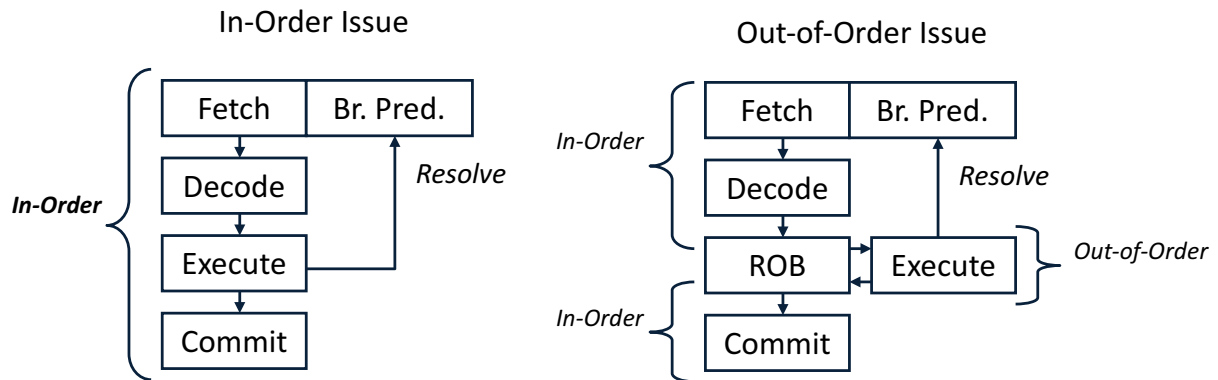 In-Order Issue
Fetch
Br. Pred.
Decode
Resolve
In-Order
Execute
Commit
Out-of-Order Issue
Fetch
Br. Pred.
In-Order
Decode
Resolve
ROB
Execute
Out-of-Order
In-Order
Commit